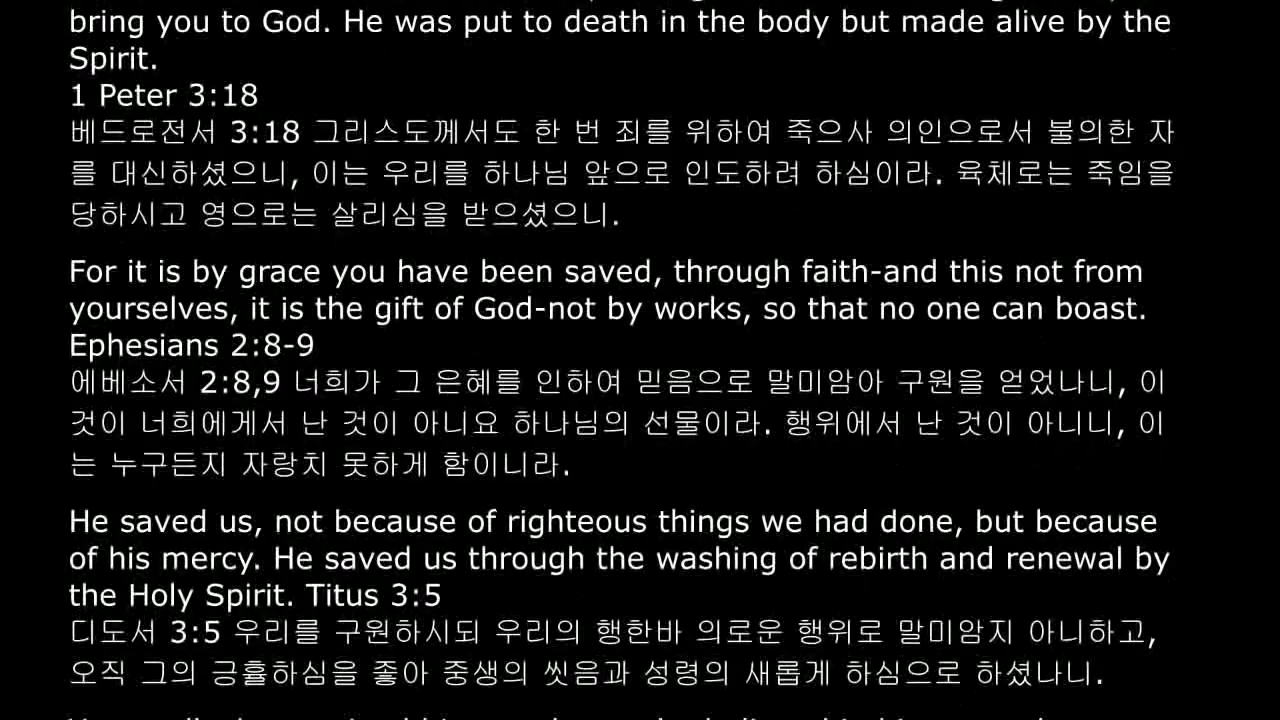 bring you to God. He was put to death in the body but made alive by the
Spirit.
1 Peter 3:18
베드로전서 3:18 그리스도께서도 한 번 죄를 위하여 죽으사 의인으로서 불의한 자
를 대신하셨으니, 이는 우리를 하나님 앞으로 인도하려 하심이라. 육체로는 죽임을
당하시고 영으로는 살리심을 받으셨으니.
For it is by grace you have been saved, through faith-and this not from
yourselves, it is the gift of God-not by works, so that no one can boast.
Ephesians 2:8-9
에베소서 2:8,9 너희가 그 은혜를 인하여 믿음으로 말미암아 구원을 얻었나니, 이
것이 너희에게서 난 것이 아니요 하나님의 선물이라. 행위에서 난 것이 아니니, 이
는 누구든지 자랑치 못하게 함이니라.
He saved us, not because of righteous things we had done, but because
of his mercy. He saved us through the washing of rebirth and renewal by
the Holy Spirit. Titus 3:5
디도서 3:5 우리를 구원하시되 우리의 행한바 의로운 행위로 말미암지 아니하고,
오직 그의 긍휼하심을 좇아 중생의 씻음과 성령의 새롭게 하심으로 하셨나니.